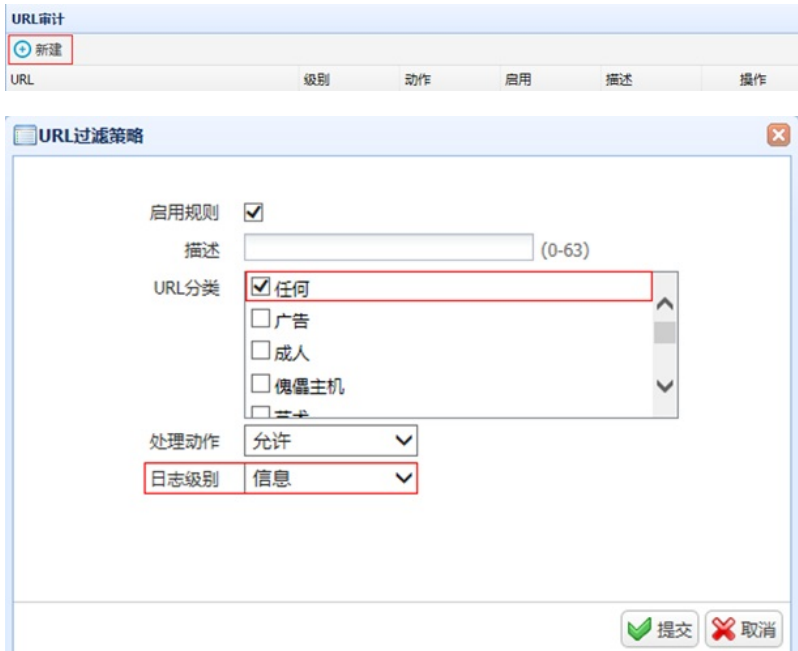 URL审计
新建
URL 级别 动作 启用 描述 操作
URL过滤策略
启用规则
描述 (0-63)
URL分类 任何
广告
成人
傀儡主机
处理动作 允许
日志级别 信息
提交 取消